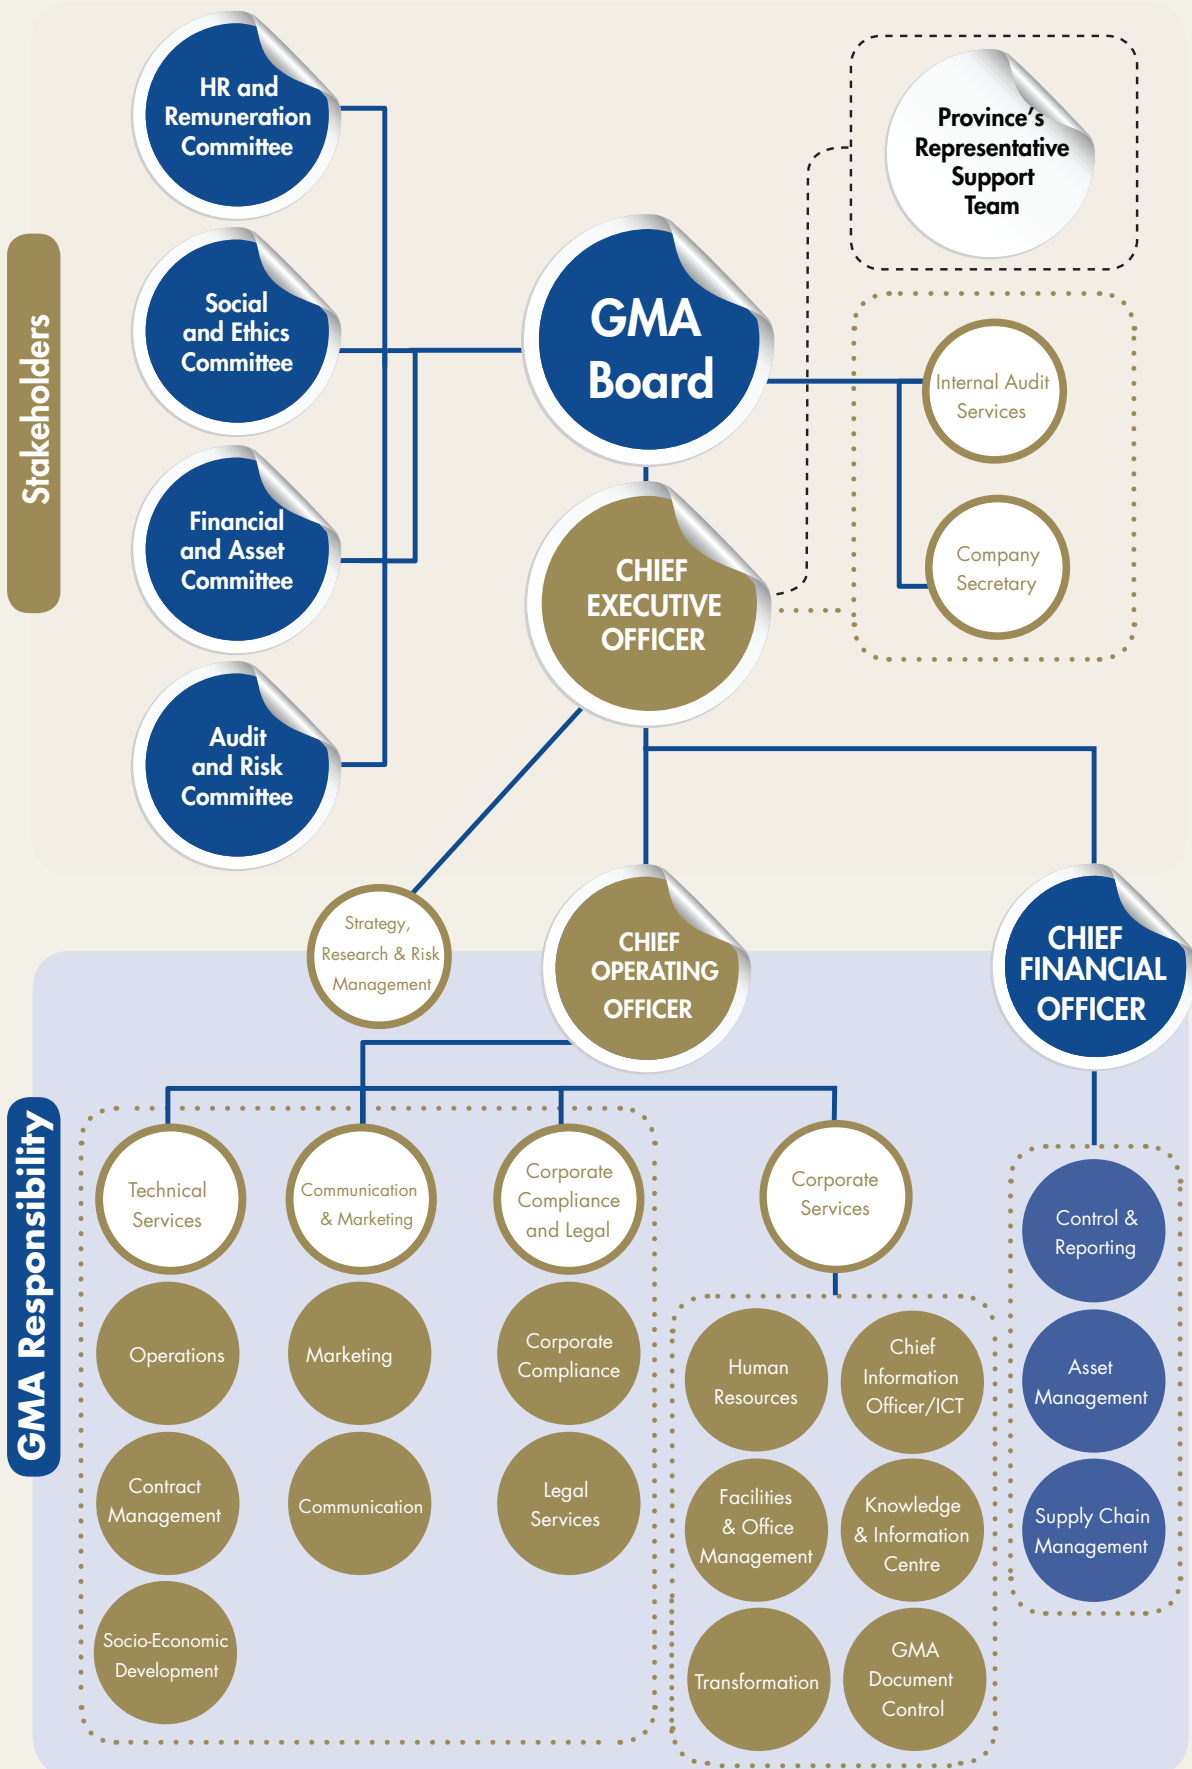 Stakeholders
HR and
Remuneration
Committee
Social
and Ethics
Committee
Financial
and Asset
Committee
Audit
and Risk
Committee
GMA
Board
Province's
Representative
Support
Team
Internal Audit
Services
Company
Secretary
CHIEF
EXECUTIVE
OFFICER
Strategy,
Research & Risk
Management
CHIEF
OPERATING
OFFICER
CHIEF
FINANCIAL
OFFICER
GMA Responsibility
Technical
Services
Operations
Contract
Management
Socio-Economic
Development
Communication
& Marketing
Marketing
Communication
Corporate
Compliance
and Legal
Corporate
Compliance
Legal
Services
Corporate
Services
Human
Resources
Chief
Information
Officer/ICT
Facilities
& Office
Management
Knowledge
& Information
Centre
Transformation
GMA
Document
Control
Control &
Reporting
Asset
Management
Supply Chain
Management